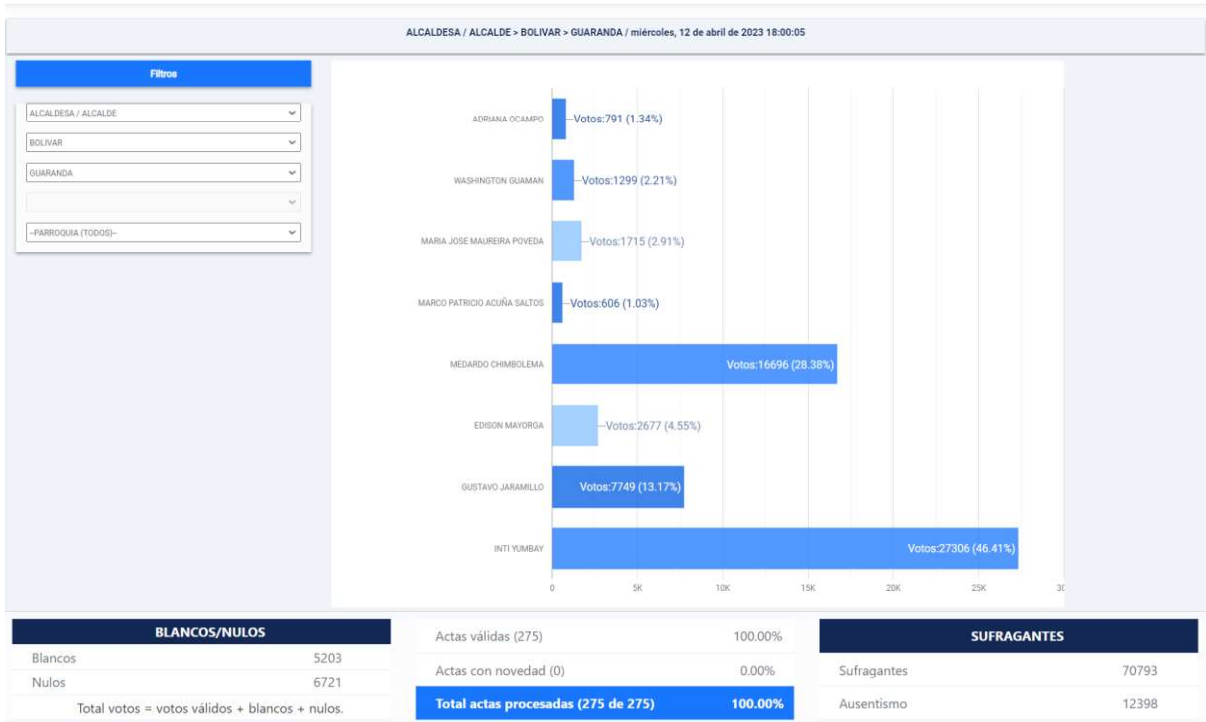 ALCALDESA / ALCALDE > BOLIVAR > GUARANDA / miércoles, 12 de abril de 2023 18:00:05
Filtros
ALCALDESA / ALCALDE
BOLIVAR
GUARANDA
--PARROQUIA (TODOS)--
ADRIANA OCAMPO Votos:791 (1.34%)
WASHINGTON GUAMAN Votos:1299 (2.21%)
MARIA JOSE MAUREIRA POVEDA Votos:1715 (2.91%)
MARCO PATRICIO ACUÑA SALTOS Votos:606 (1.03%)
MEDARDO CHIMBOLEMA Votos:16696 (28.38%)
EDISON MAYORGA Votos:2677 (4.55%)
GUSTAVO JARAMILLO Votos:7749 (13.17%)
INTI YUMBAY Votos:27306 (46.41%)
0 5K 10K 15K 20K 25K
BLANCOS/NULOS
Blancos 5203
Nulos 6721
Total votos = votos válidos + blancos + nulos.
Actas válidas (275) 100.00%
Actas con novedad (0) 0.00%
Total actas procesadas (275 de 275) 100.00%
SUFRAGANTES
Sufragantes 70793
Ausentismo 12398